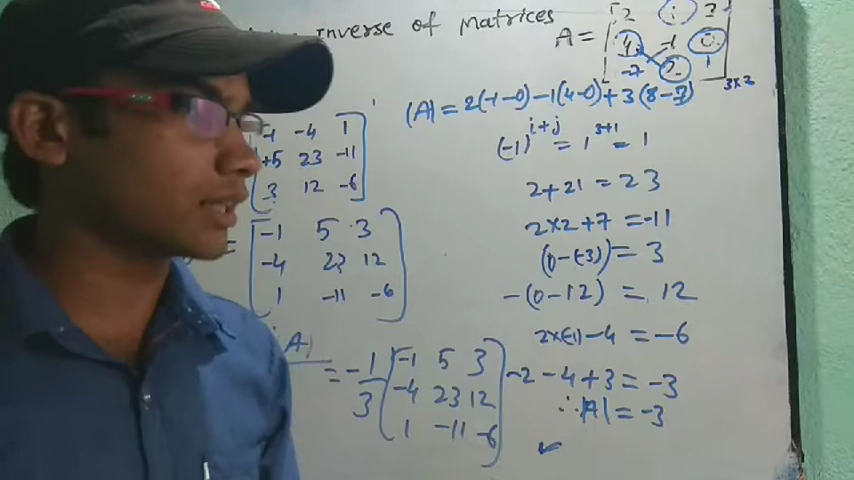 Inverse of Matrices
A = [ 2 1 3
4 -1 0
-7 2 1 ] 3×3
|A| = 2(-1-0) -1(4-0) + 3(8-7)
-1 -4 1
+5 23 -11
3 12 -6
(-1)^{i+j} = 1^{3+1} = 1
2+21 = 23
2×2+7 = -11
(0-(-3)) = 3
-(0-12) = 12
2×(-1)-4 = -6
= [ -1 5 3
-4 23 12
1 -11 -6 ]
-2 -4 +3 = -3
∴ |A| = -3
A
= -1/3 [ -1 5 3
-4 23 12
1 -11 -6 ]